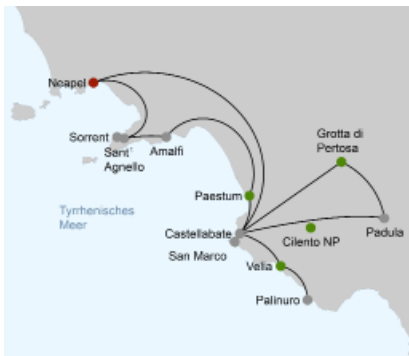 Neapel
Sorrent
Sant'
Agnello
Amalfi
Grotta di
Pertosa
Paestum
Tyrrhenisches
Meer
Castellabate
San Marco
Cilento NP
Padula
Velia
Palinuro